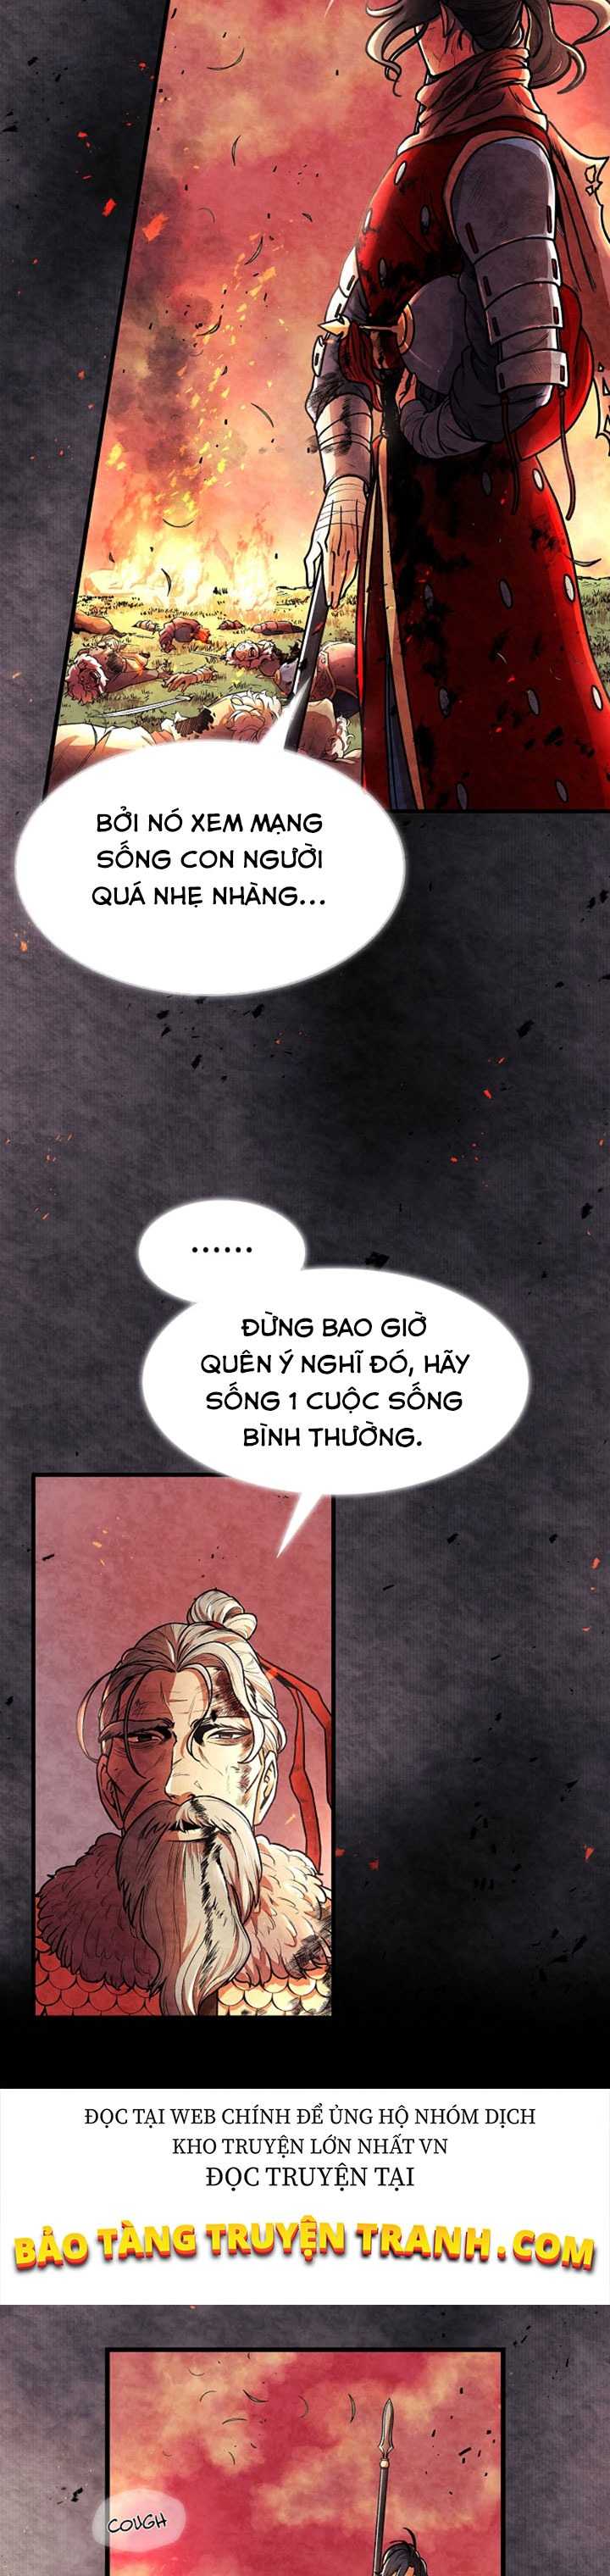 BỞI NÓ XEM MẠNG
SỐNG CON NGƯỜI
QUÁ NHẸ NHÀNG...
......
ĐỪNG BAO GIỜ
QUÊN Ý NGHĨ ĐÓ, HÃY
SỐNG 1 CUỘC SỐNG
BÌNH THƯỜNG.
ĐỌC TẠI WEB CHÍNH ĐỂ ỦNG HỘ NHÓM DỊCH
KHO TRUYỆN LỚN NHẤT VN
ĐỌC TRUYỆN TẠI
BẢO TÀNG TRUYỆN TRANH.COM
COUGH